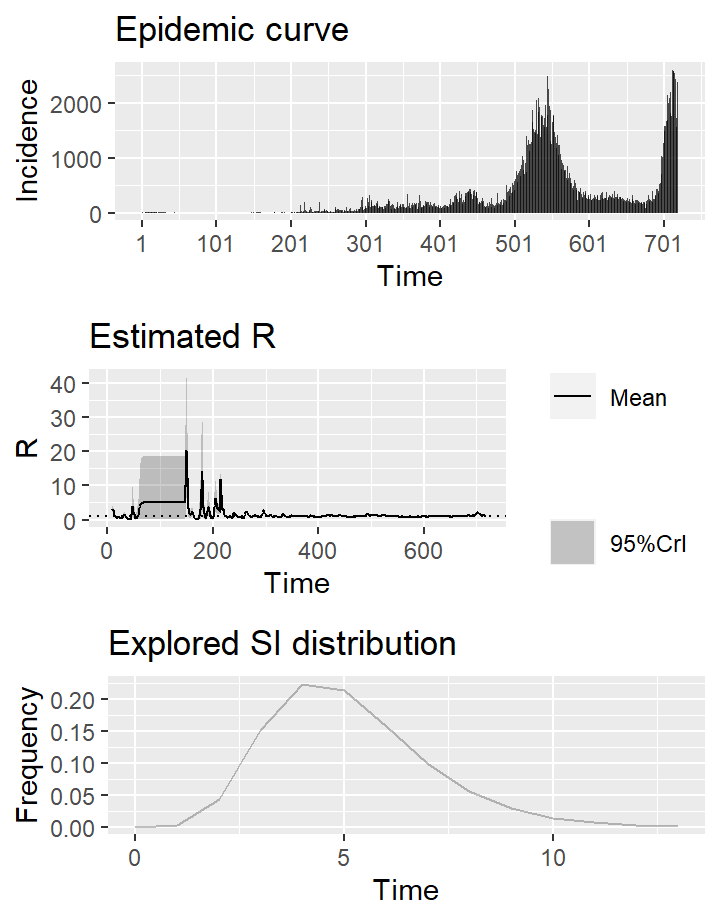 Epidemic curve
Incidence
2000
1000
0
1 101 201 301 401 501 601 701
Time
Estimated R
R
40
30
20
10
0
0 200 400 600
Time
Mean
95%CrI
Explored SI distribution
Frequency
0.20
0.15
0.10
0.05
0.00
0 5 10
Time